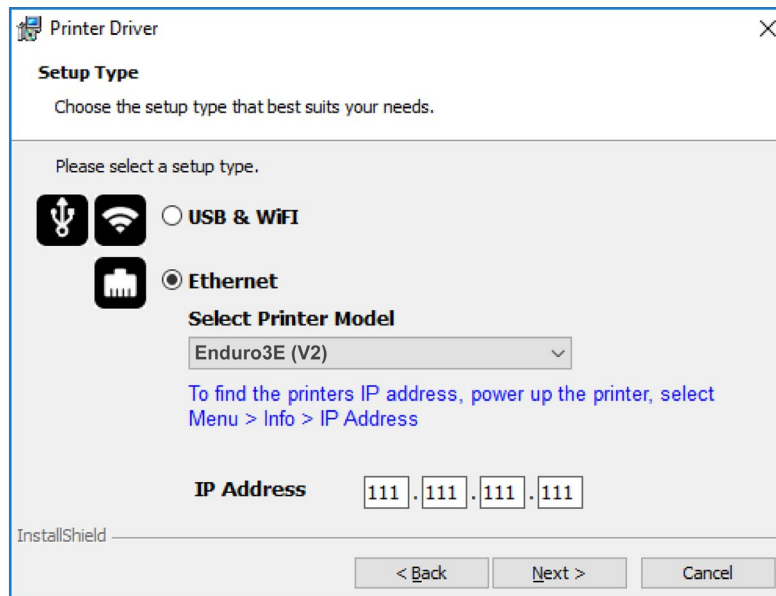 Printer Driver
Setup Type
Choose the setup type that best suits your needs.
Please select a setup type.
USB & WiFI
Ethernet
Select Printer Model
Enduro3E (V2)
To find the printers IP address, power up the printer, select
Menu > Info > IP Address
IP Address 111 . 111 . 111 . 111
InstallShield
< Back Next > Cancel